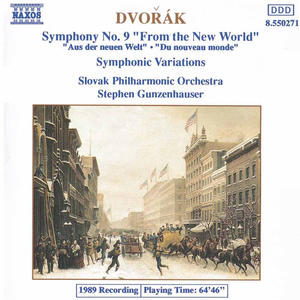 NAXOS
DDD
8.550271
DVOŘÁK
Symphony No. 9 "From the New World"
"Aus der neuen Welt" • "Du nouveau monde"
Symphonic Variations
Slovak Philharmonic Orchestra
Stephen Gunzenhauser
1989 Recording
Playing Time: 64'46"